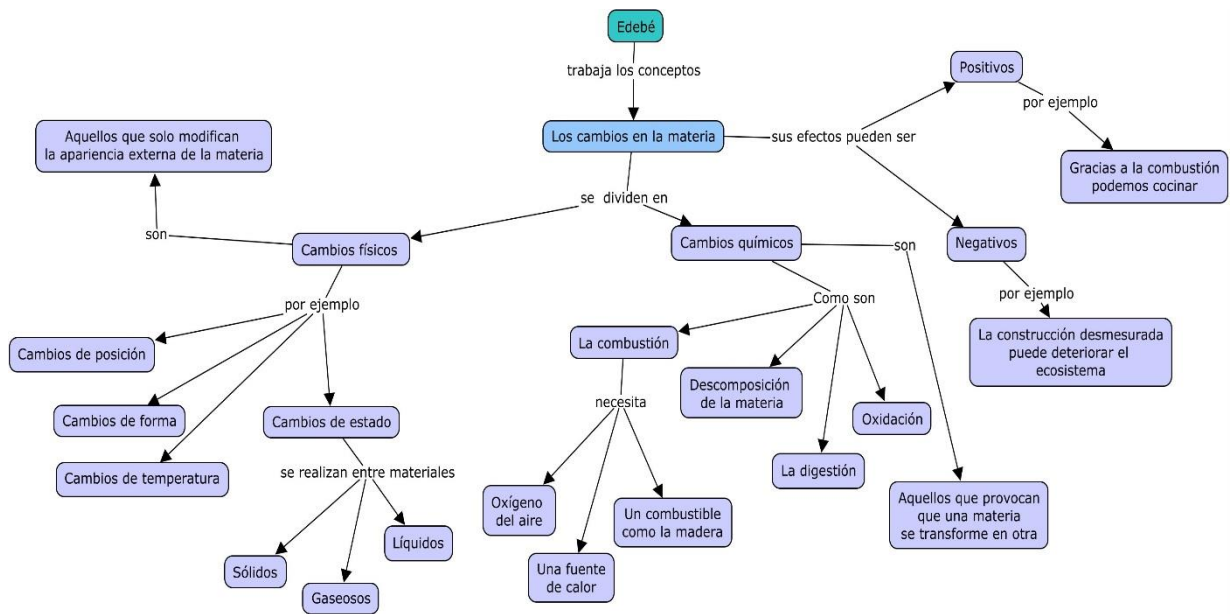 Edebé
trabaja los conceptos
Los cambios en la materia
sus efectos pueden ser
Positivos
por ejemplo
Gracias a la combustión
podemos cocinar
Negativos
por ejemplo
La construcción desmesurada
puede deteriorar el
ecosistema
se dividen en
Cambios físicos
son
Aquellos que solo modifican
la apariencia externa de la materia
por ejemplo
Cambios de posición
Cambios de forma
Cambios de temperatura
Cambios de estado
se realizan entre materiales
Sólidos
Gaseosos
Líquidos
Cambios químicos
Como son
La combustión
necesita
Oxígeno
del aire
Una fuente
de calor
Un combustible
como la madera
Descomposición
de la materia
La digestión
Oxidación
son
Aquellos que provocan
que una materia
se transforme en otra